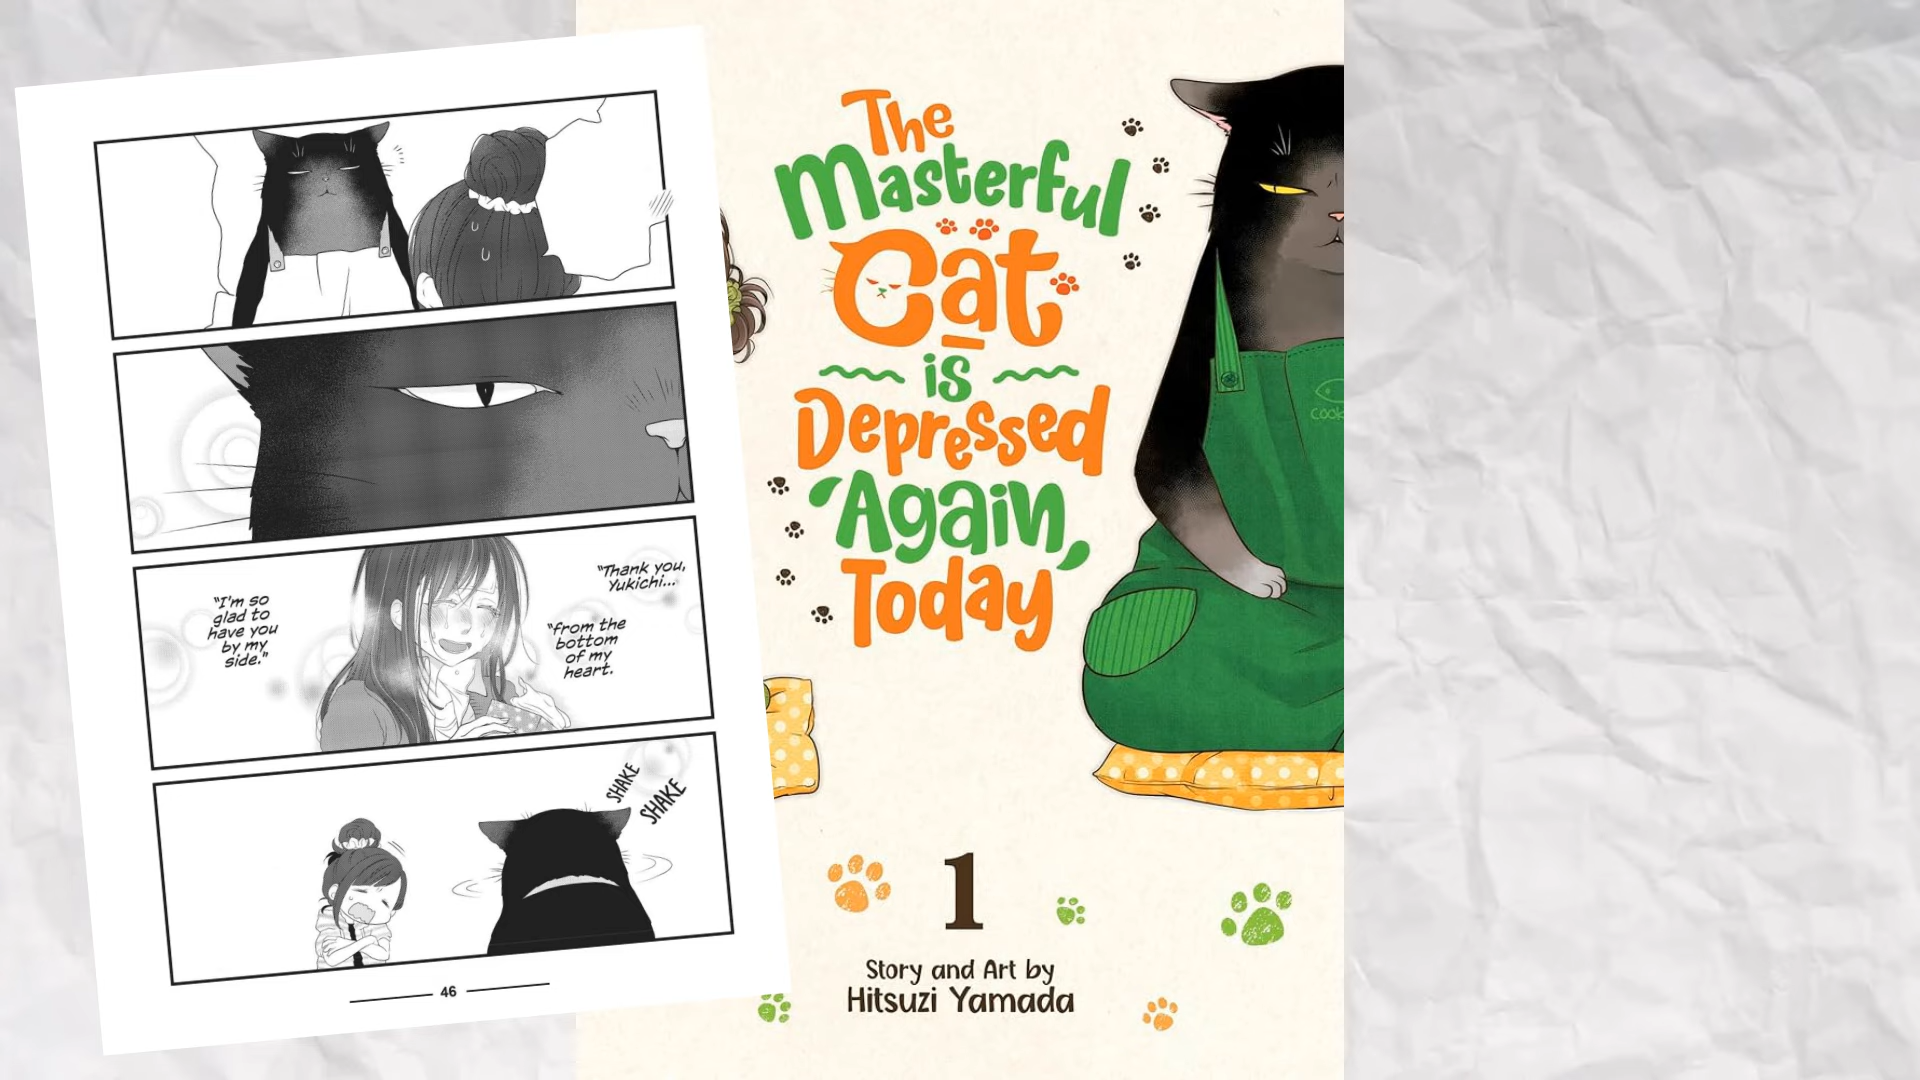 "Thank you,
Yukichi...
"from the
bottom
of my
heart.
"I'm so
glad to
have you
by my
side."
SHAKE
SHAKE
46
The
Masterful
Cat
is
Depressed
Again,
Today
1
Story and Art by
Hitsuzi Yamada